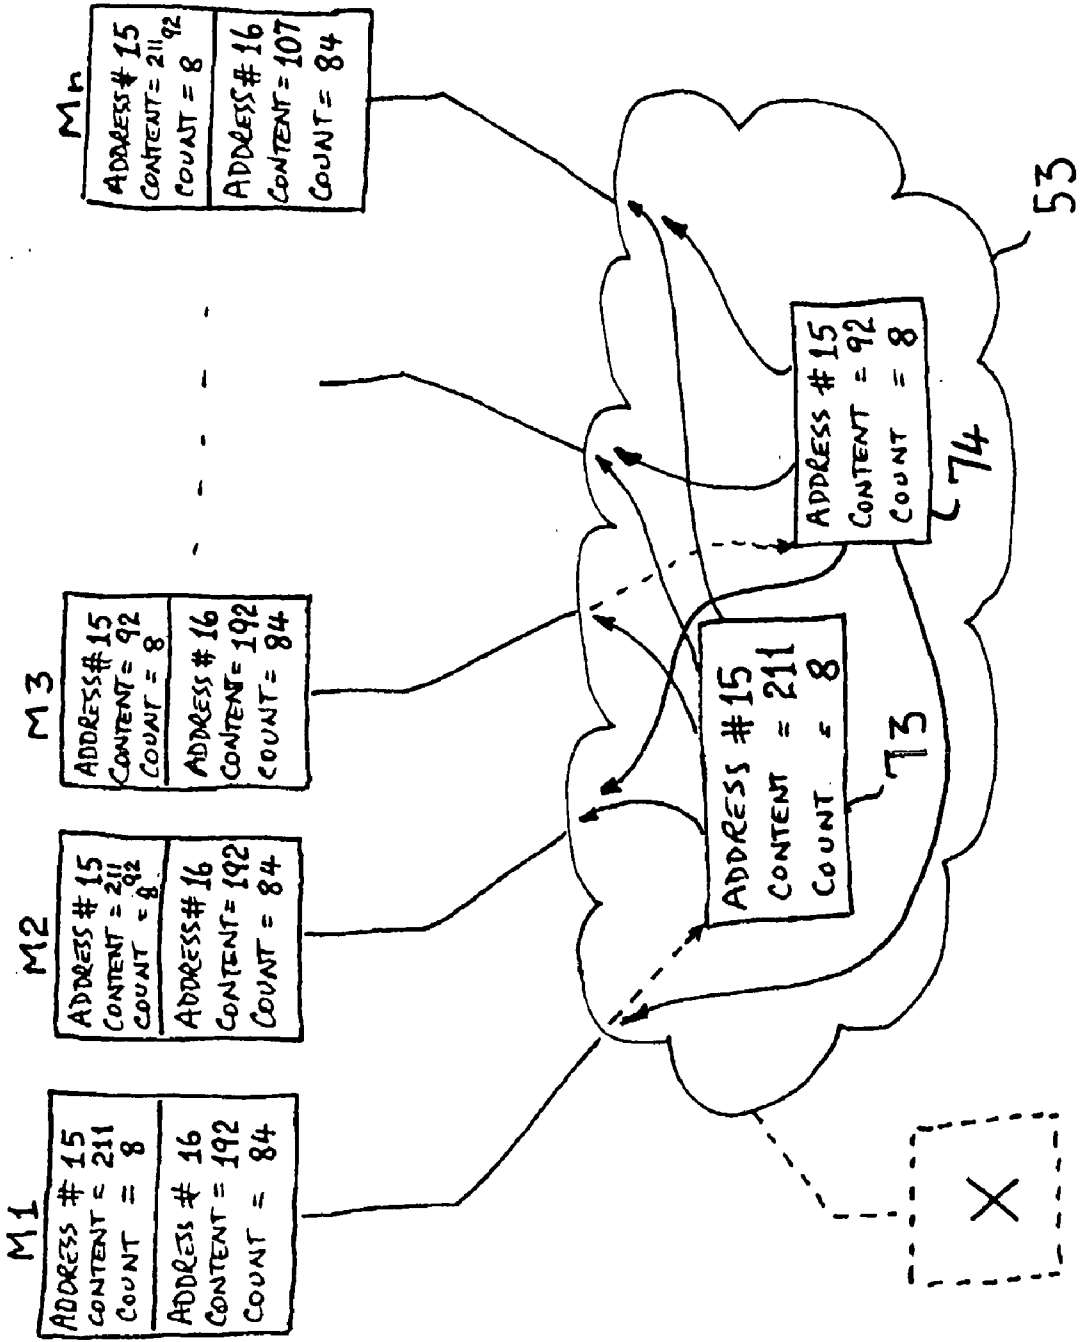 M1
ADDRESS # 15
CONTENT = 211
COUNT = 8
ADDRESS # 16
CONTENT = 192
COUNT = 84
M2
ADDRESS # 15
CONTENT = 211
92
COUNT = 8
ADDRESS # 16
CONTENT = 192
COUNT = 84
M3
ADDRESS # 15
CONTENT = 92
COUNT = 8
ADDRESS # 16
CONTENT = 192
COUNT = 84
Mn
ADDRESS # 15
CONTENT = 211
92
COUNT = 8
ADDRESS # 16
CONTENT = 107
COUNT = 84
ADDRESS # 15
CONTENT = 211
COUNT = 8
73
ADDRESS # 15
CONTENT = 92
COUNT = 8
74
53
X